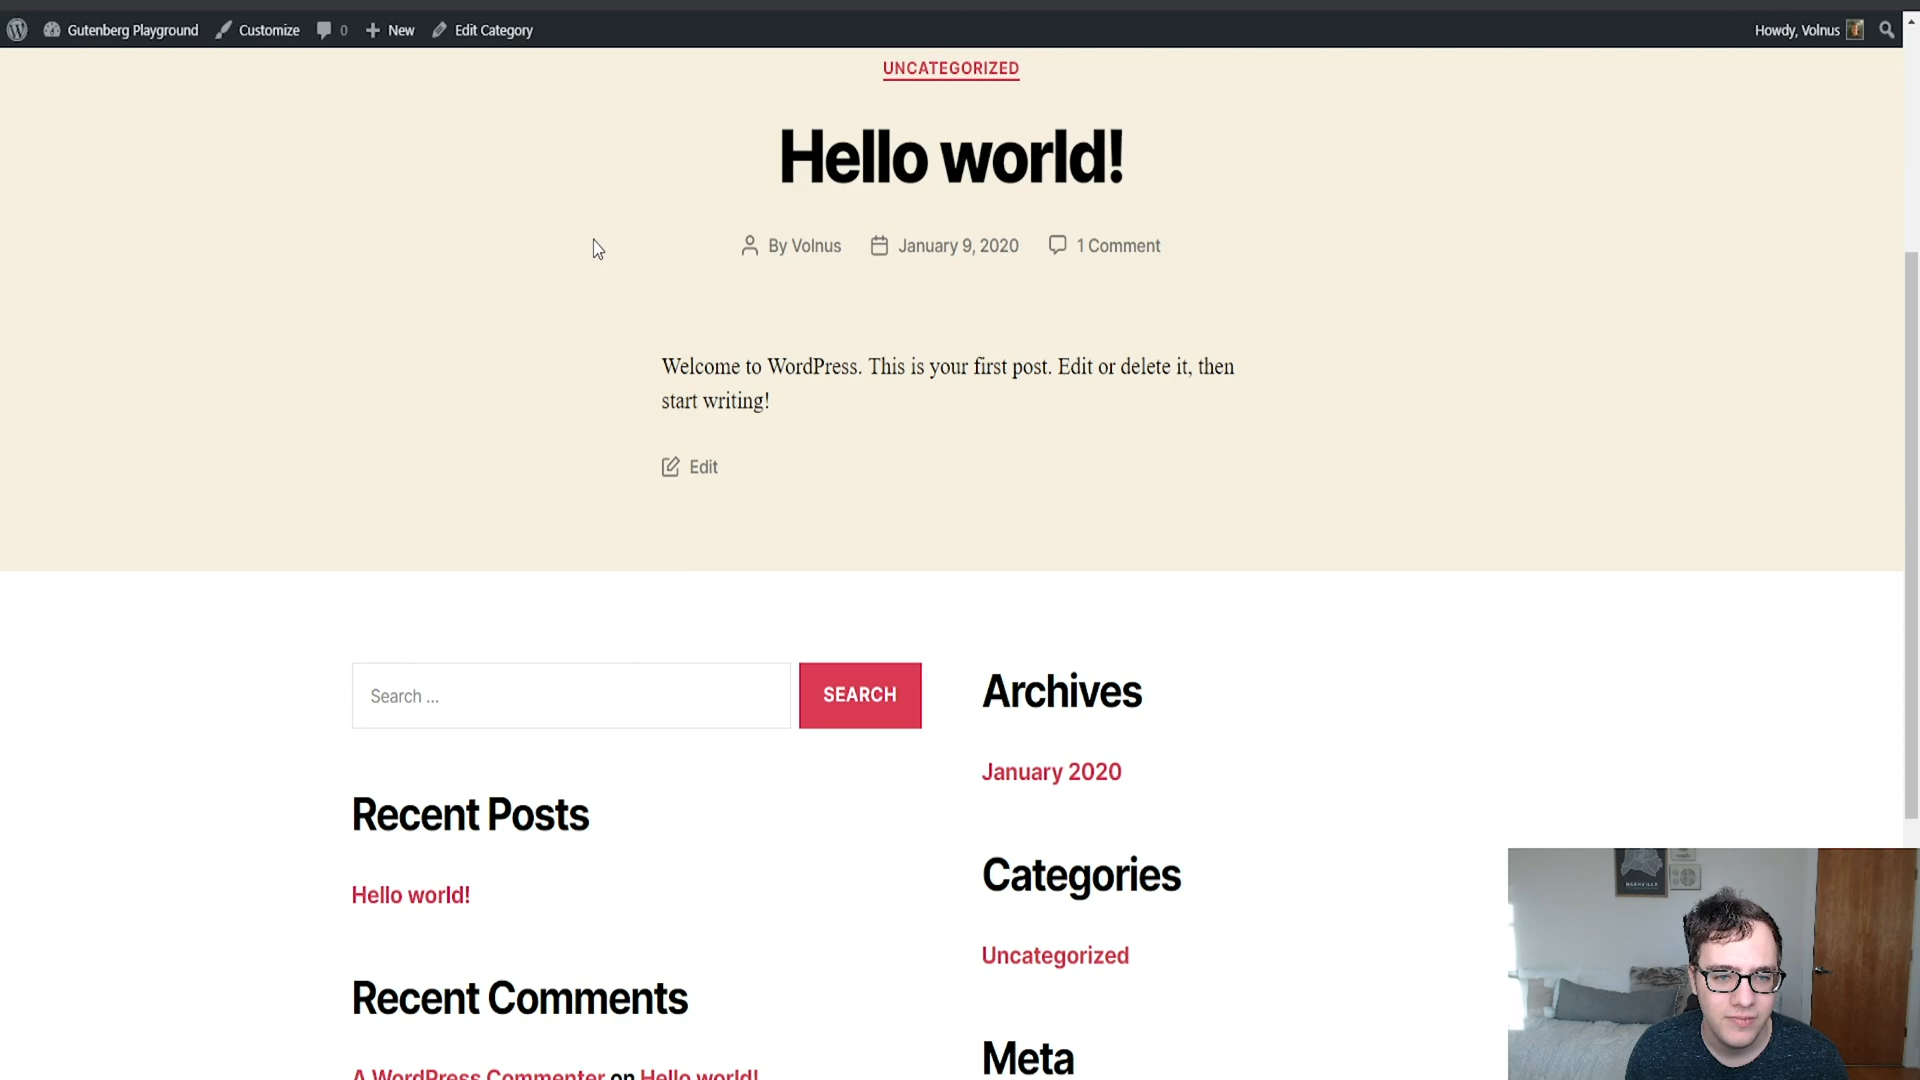 Gutenberg Playground Customize 0 New Edit Category Howdy, Volnus
UNCATEGORIZED
Hello world!
By Volnus January 9, 2020 1 Comment
Welcome to WordPress. This is your first post. Edit or delete it, then
start writing!
Edit
Search ...
SEARCH
Recent Posts
Hello world!
Recent Comments
A WordPress Commenter on Hello world!
Archives
January 2020
Categories
Uncategorized
Meta
NASHVILLE